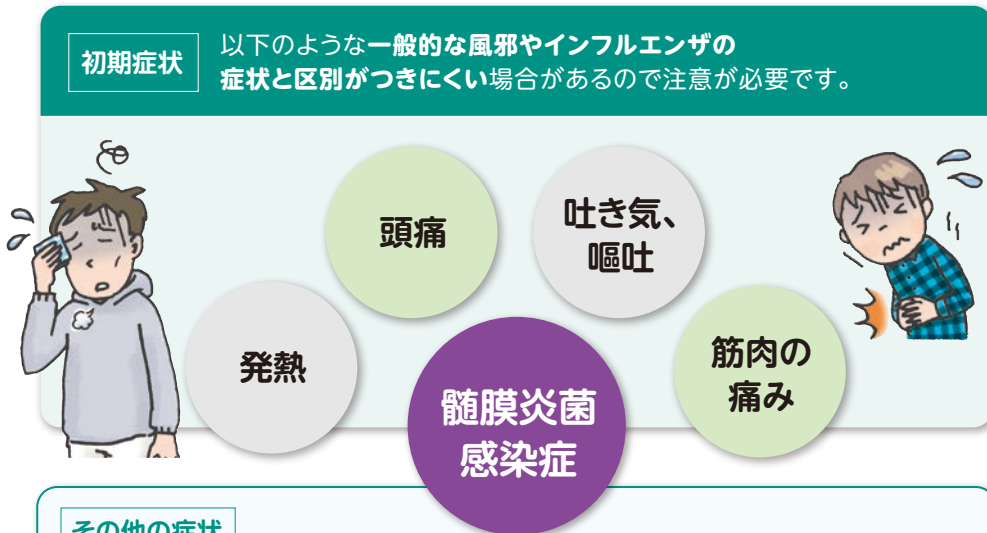 初期症状
以下のような一般的な風邪やインフルエンザの
症状と区別がつきにくい場合があるので注意が必要です。
頭痛
吐き気、
嘔吐
発熱
筋肉の
痛み
髄膜炎菌
感染症
その他の症状